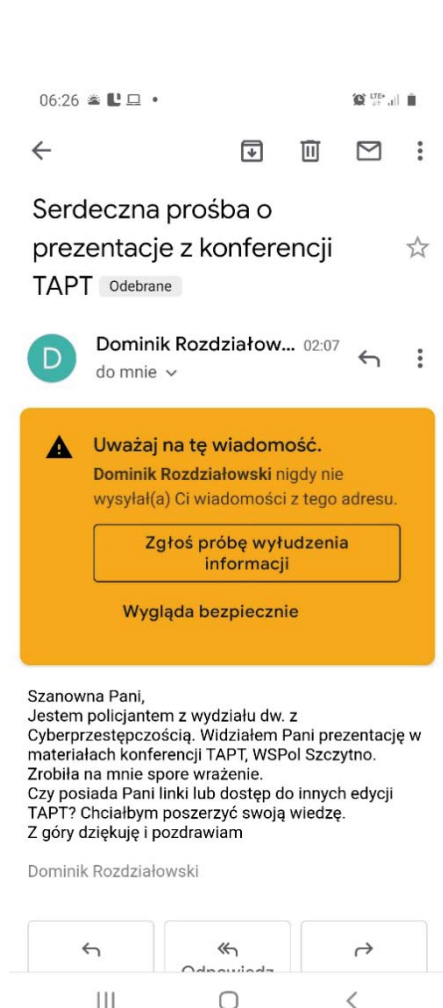 06:26
LTE+
Serdeczna prośba o
prezentacje z konferencji
TAPT Odebrane
D
Dominik Rozdziałow... 02:07
do mnie
Uważaj na tę wiadomość.
Dominik Rozdziałowski nigdy nie
wysyłał(a) Ci wiadomości z tego adresu.
Zgłoś próbę wyłudzenia
informacji
Wygląda bezpiecznie
Szanowna Pani,
Jestem policjantem z wydziału dw. z
Cyberprzestępczością. Widziałem Pani prezentację w
materiałach konferencji TAPT, WSPol Szczytno.
Zrobiła na mnie spore wrażenie.
Czy posiada Pani linki lub dostęp do innych edycji
TAPT? Chciałbym poszerzyć swoją wiedzę.
Z góry dziękuję i pozdrawiam
Dominik Rozdziałowski